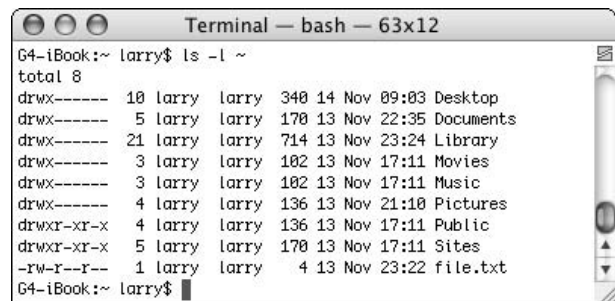 Terminal — bash — 63x12
G4-iBook:~ larry$ ls -l ~
total 8
drwx------ 10 larry larry 340 14 Nov 09:03 Desktop
drwx------ 5 larry larry 170 13 Nov 22:35 Documents
drwx------ 21 larry larry 714 13 Nov 23:24 Library
drwx------ 3 larry larry 102 13 Nov 17:11 Movies
drwx------ 3 larry larry 102 13 Nov 17:11 Music
drwx------ 4 larry larry 136 13 Nov 21:10 Pictures
drwxr-xr-x 4 larry larry 136 13 Nov 17:11 Public
drwxr-xr-x 5 larry larry 170 13 Nov 17:11 Sites
-rw-r--r-- 1 larry larry 4 13 Nov 23:22 file.txt
G4-iBook:~ larry$